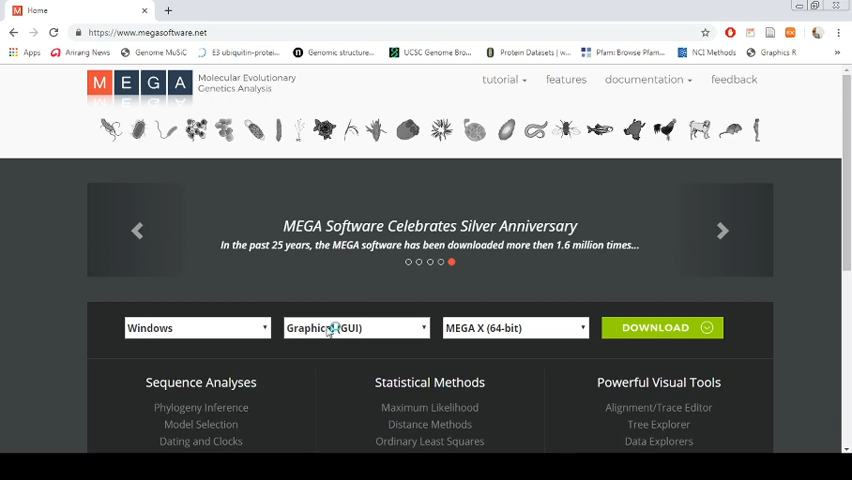 M Home × +
https://www.megasoftware.net
Apps Arirang News Genome MuSiC E3 ubiquitin-protei... Genomic structure... UCSC Genome Bro... Protein Datasets | w... Pfam: Browse Pfam... NCI Methods Graphics R »
MEGA Molecular Evolutionary
Genetics Analysis
tutorial features documentation feedback
MEGA Software Celebrates Silver Anniversary
In the past 25 years, the MEGA software has been downloaded more then 1.6 million times...
Windows Graphical (GUI) MEGA X (64-bit) DOWNLOAD
Sequence Analyses Statistical Methods Powerful Visual Tools
Phylogeny Inference Maximum Likelihood Alignment/Trace Editor
Model Selection Distance Methods Tree Explorer
Dating and Clocks Ordinary Least Squares Data Explorers